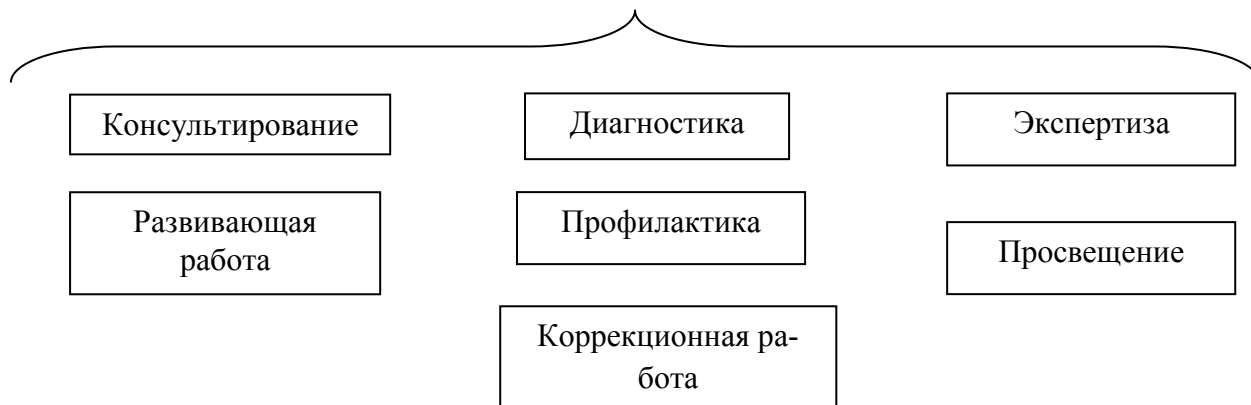 Консультирование
Диагностика
Экспертиза
Развивающая
работа
Профилактика
Просвещение
Коррекционная ра-
бота